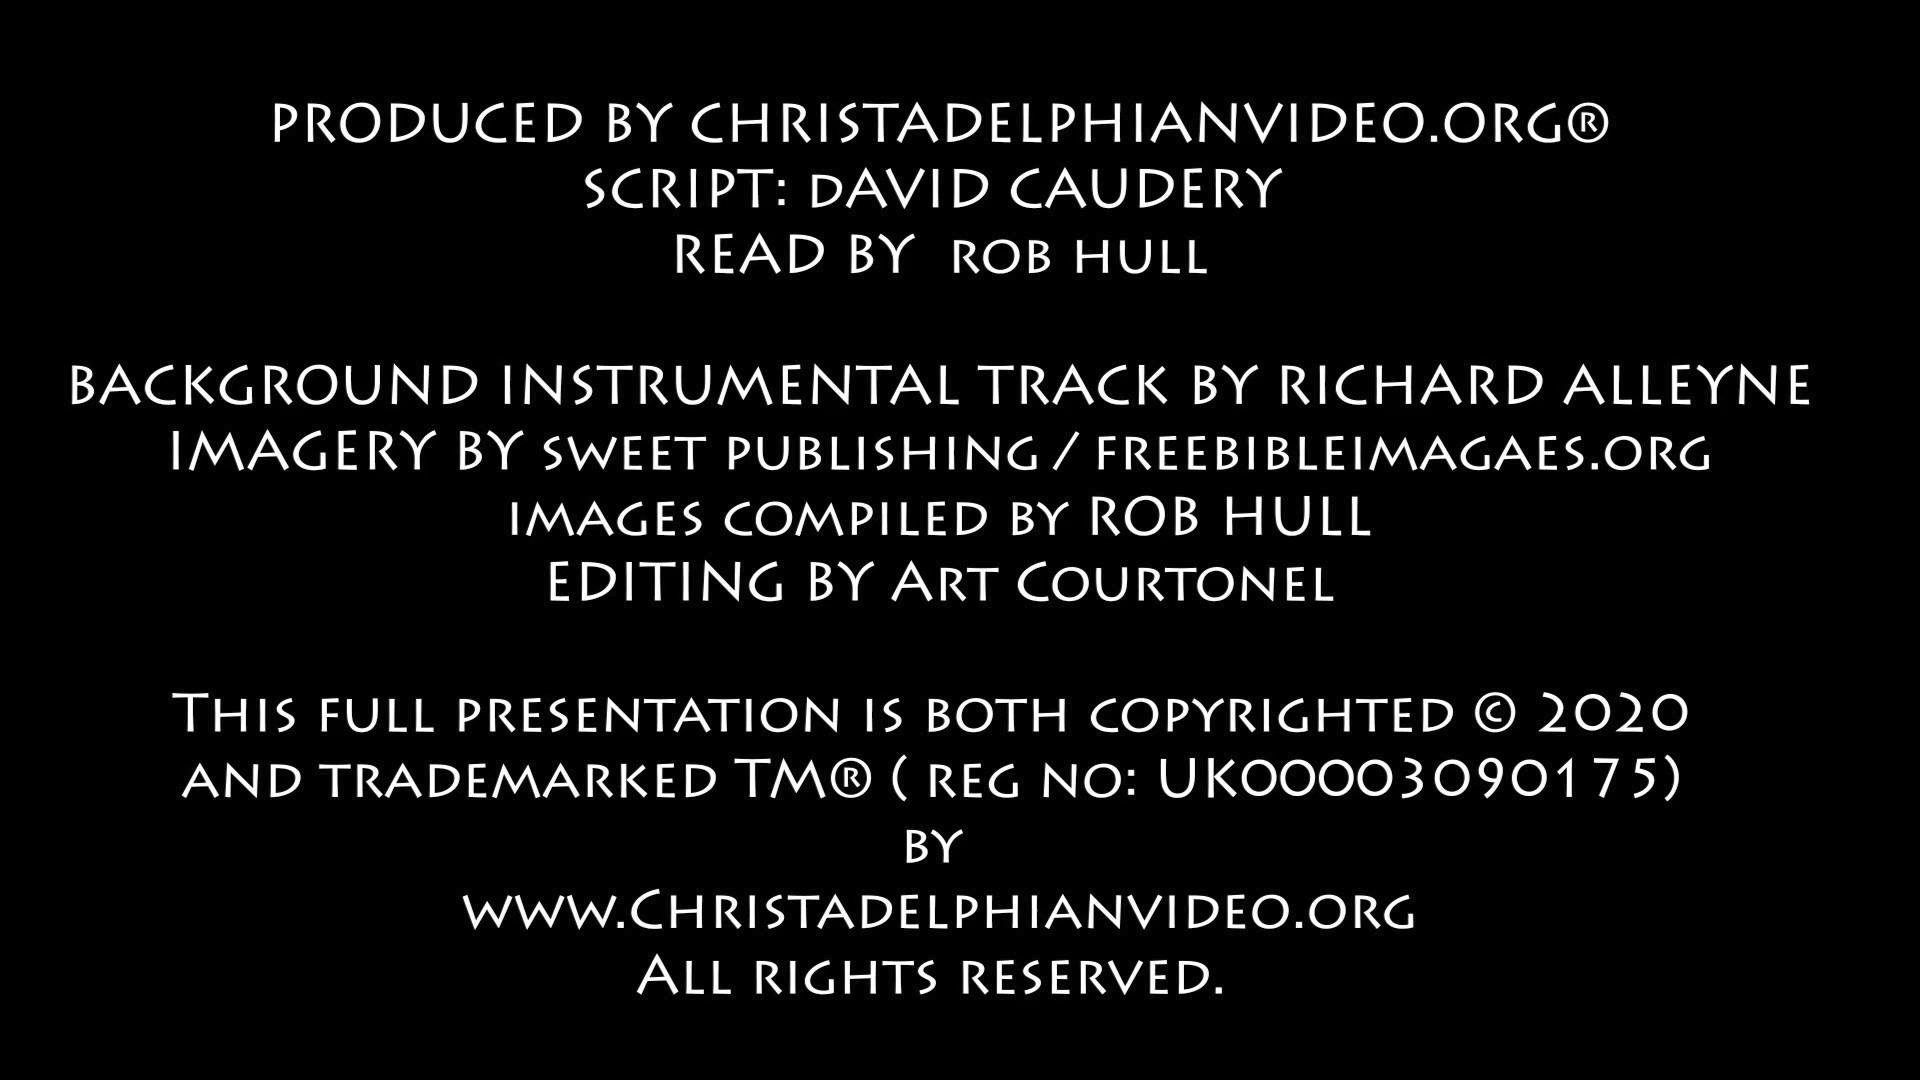 PRODUCED BY CHRISTADELPHIANVIDEO.ORG®
SCRIPT: dAVID CAUDERY
READ BY rob hull
BACKGROUND INSTRUMENTAL TRACK BY RICHARD ALLEYNE
IMAGERY BY sweet publishing / freebibleimagaes.org
images compiled by ROB HULL
EDITING BY Art Courtonel
This full presentation is both copyrighted © 2020
and trademarked TM® ( reg no: UK00003090175)
by
www.Christadelphianvideo.org
All rights reserved.